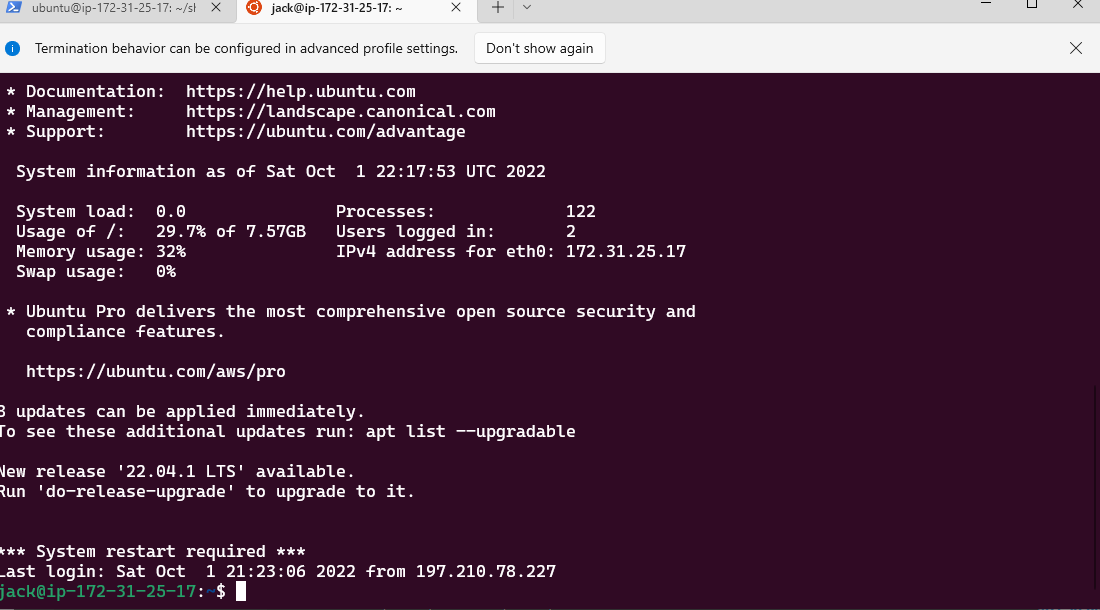 ubuntu@ip-172-31-25-17: ~/sh
jack@ip-172-31-25-17: ~
Termination behavior can be configured in advanced profile settings.
Don't show again
* Documentation:  https://help.ubuntu.com
* Management:     https://landscape.canonical.com
* Support:        https://ubuntu.com/advantage
System information as of Sat Oct  1 22:17:53 UTC 2022
System load:  0.0               Processes:             122
Usage of /:   29.7% of 7.57GB   Users logged in:       2
Memory usage: 32%               IPv4 address for eth0: 172.31.25.17
Swap usage:   0%
* Ubuntu Pro delivers the most comprehensive open source security and
compliance features.
https://ubuntu.com/aws/pro
3 updates can be applied immediately.
To see these additional updates run: apt list --upgradable
New release '22.04.1 LTS' available.
Run 'do-release-upgrade' to upgrade to it.
*** System restart required ***
Last login: Sat Oct  1 21:23:06 2022 from 197.210.78.227
jack@ip-172-31-25-17:~$